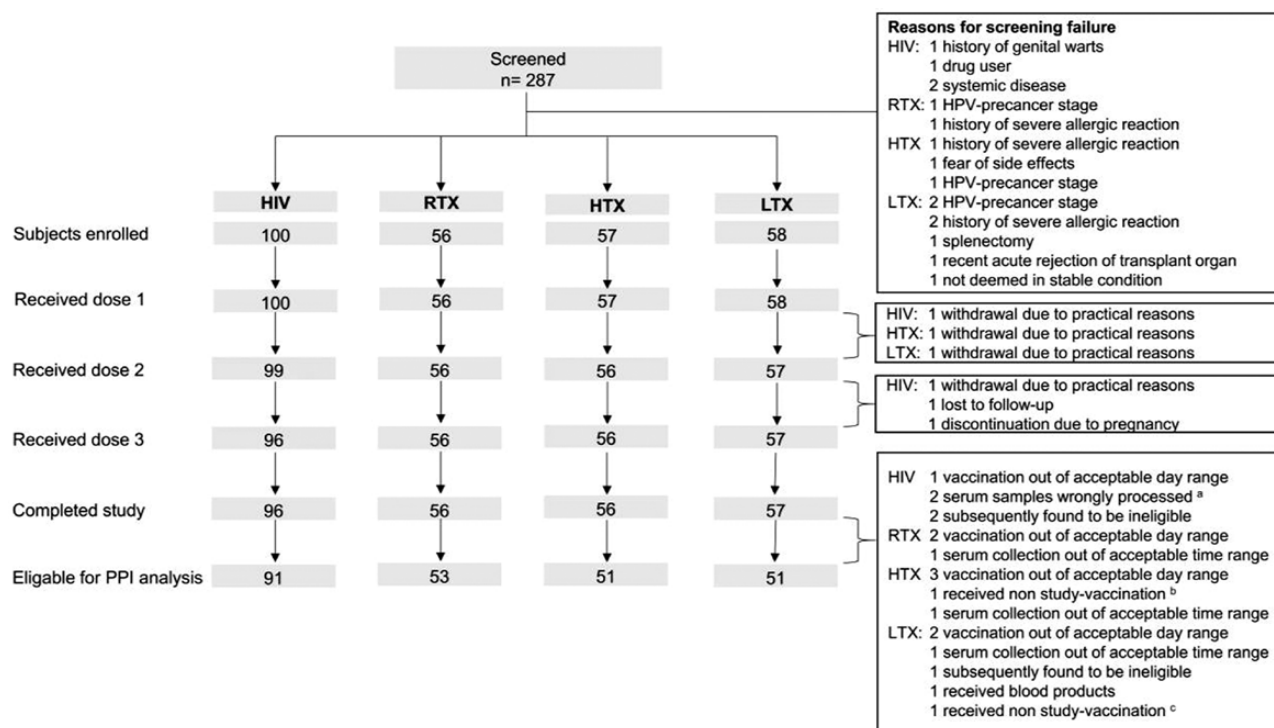 Screened
n= 287
Reasons for screening failure
HIV: 1 history of genital warts
1 drug user
2 systemic disease
RTX: 1 HPV-precancer stage
1 history of severe allergic reaction
HTX 1 history of severe allergic reaction
1 fear of side effects
1 HPV-precancer stage
LTX: 2 HPV-precancer stage
2 history of severe allergic reaction
1 splenectomy
1 recent acute rejection of transplant organ
1 not deemed in stable condition
HIV RTX HTX LTX
Subjects enrolled 100 56 57 58
Received dose 1 100 56 57 58
HIV: 1 withdrawal due to practical reasons
HTX: 1 withdrawal due to practical reasons
LTX: 1 withdrawal due to practical reasons
Received dose 2 99 56 56 57
HIV: 1 withdrawal due to practical reasons
1 lost to follow-up
1 discontinuation due to pregnancy
Received dose 3 96 56 56 57
Completed study 96 56 56 57
Eligable for PPI analysis 91 53 51 51
HIV 1 vaccination out of acceptable day range
2 serum samples wrongly processed a
2 subsequently found to be ineligible
RTX 2 vaccination out of acceptable day range
1 serum collection out of acceptable time range
HTX 3 vaccination out of acceptable day range
1 received non study-vaccination b
1 serum collection out of acceptable time range
LTX: 2 vaccination out of acceptable day range
1 serum collection out of acceptable time range
1 subsequently found to be ineligible
1 received blood products
1 received non study-vaccination c